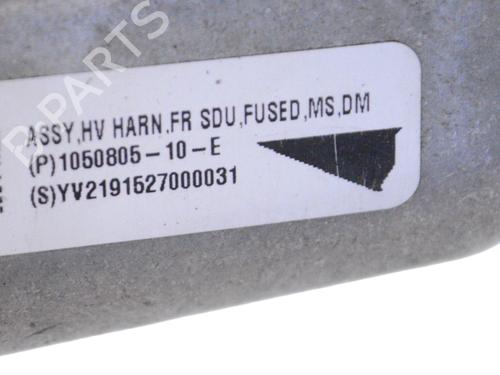 B-PARTS
ASSY,HV HARN.FR SDU,FUSED,MS,DM
(P)1050805-10-E
(S)YV2191527000031